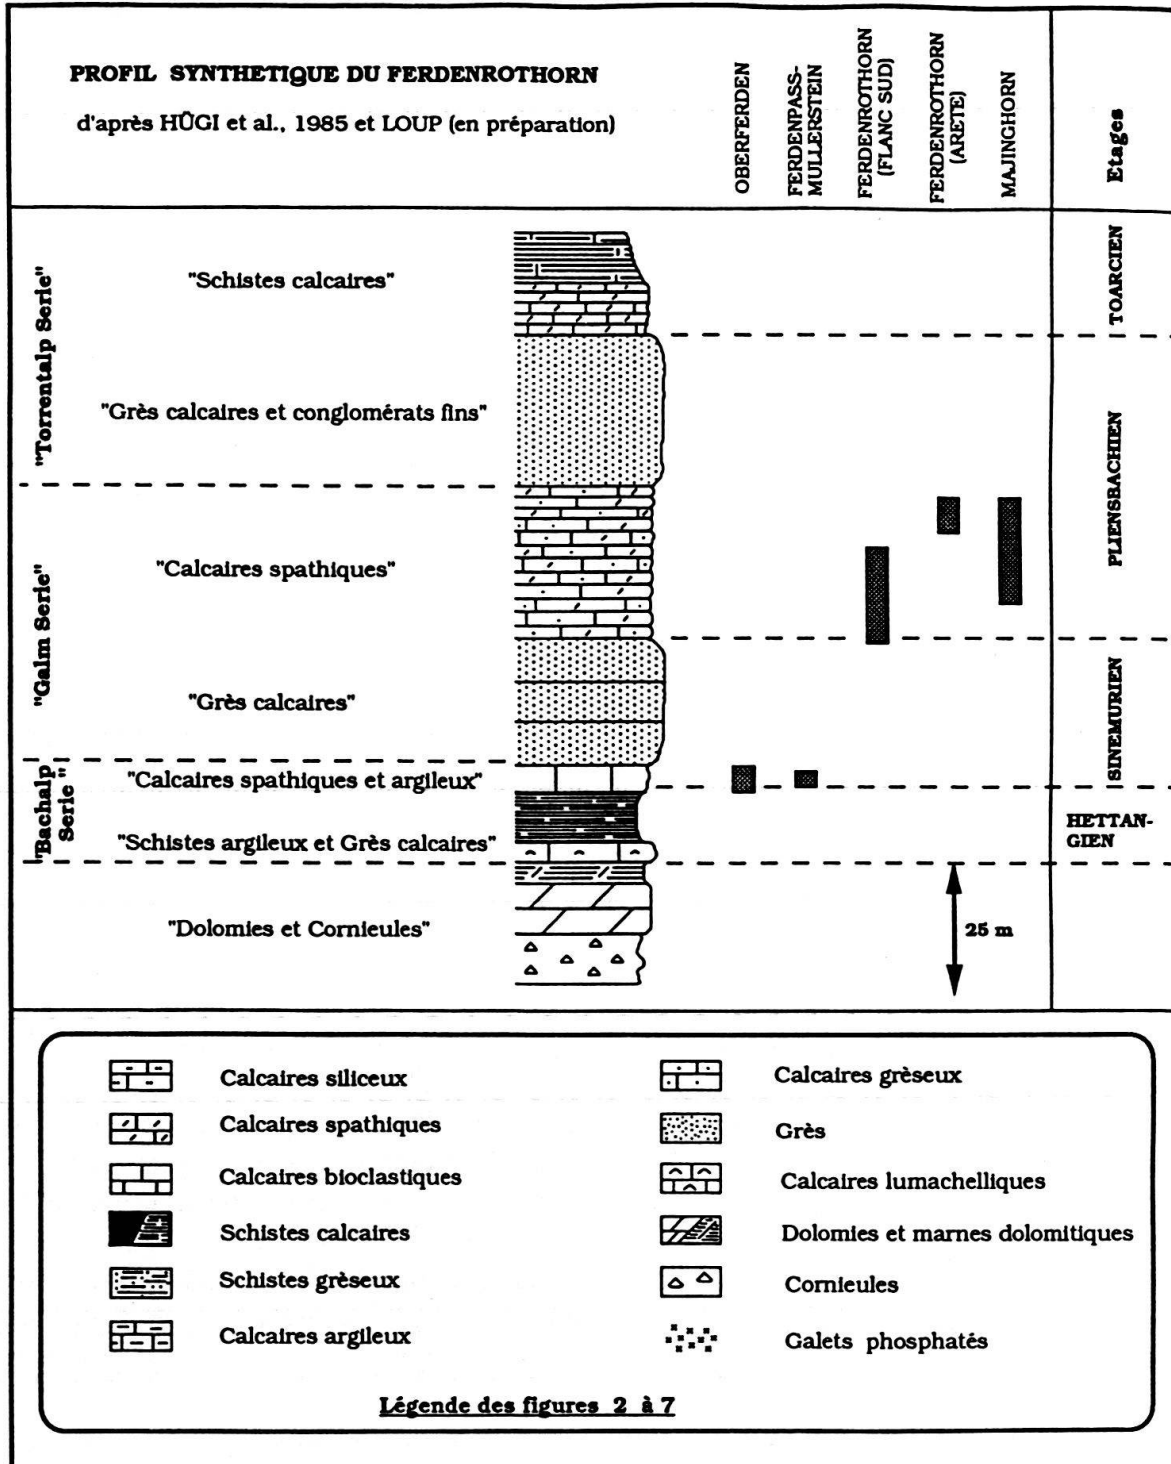 PROFIL SYNTHETIQUE DU FERDENROTHORN
d'après HÜGI et al., 1985 et LOUP (en préparation)
OBERFERDEN
FERDENPASS-
MULLERSTEIN
FERDENROTHORN
(FLANC SUD)
FERDENROTHORN
(ARETE)
MAJINGHORN
Etages
"Torrentalp Serie"
"Schistes calcaires"
"Grès calcaires et conglomérats fins"
"Galm Serie"
"Calcaires spathiques"
"Grès calcaires"
"Bachalp
Serie"
"Calcaires spathiques et argileux"
"Schistes argileux et Grès calcaires"
"Dolomies et Cornieules"
TOARCIEN
PLIENSBACHIEN
SINEMURIEN
HETTAN-
GIEN
25 m
Calcaires siliceux
Calcaires spathiques
Calcaires bioclastiques
Schistes calcaires
Schistes grèseux
Calcaires argileux
Calcaires grèseux
Grès
Calcaires lumachelliques
Dolomies et marnes dolomitiques
Cornieules
Galets phosphatés
Légende des figures 2 à 7